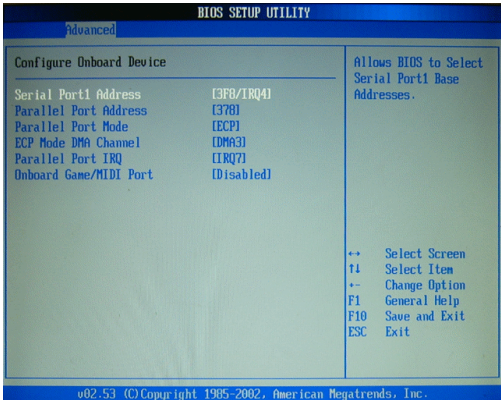 BIOS SETUP UTILITY
Advanced
Configure Onboard Device
Serial Port1 Address [3F8/IRQ4]
Parallel Port Address [378]
Parallel Port Mode [ECP]
ECP Mode DMA Channel [DMA3]
Parallel Port IRQ [IRQ7]
Onboard Game/MIDI Port [Disabled]
Allows BIOS to Select
Serial Port1 Base
Addresses.
↔ Select Screen
↑↓ Select Item
+- Change Option
F1 General Help
F10 Save and Exit
ESC Exit
v02.53 (C)Copyright 1985-2002, American Megatrends, Inc.